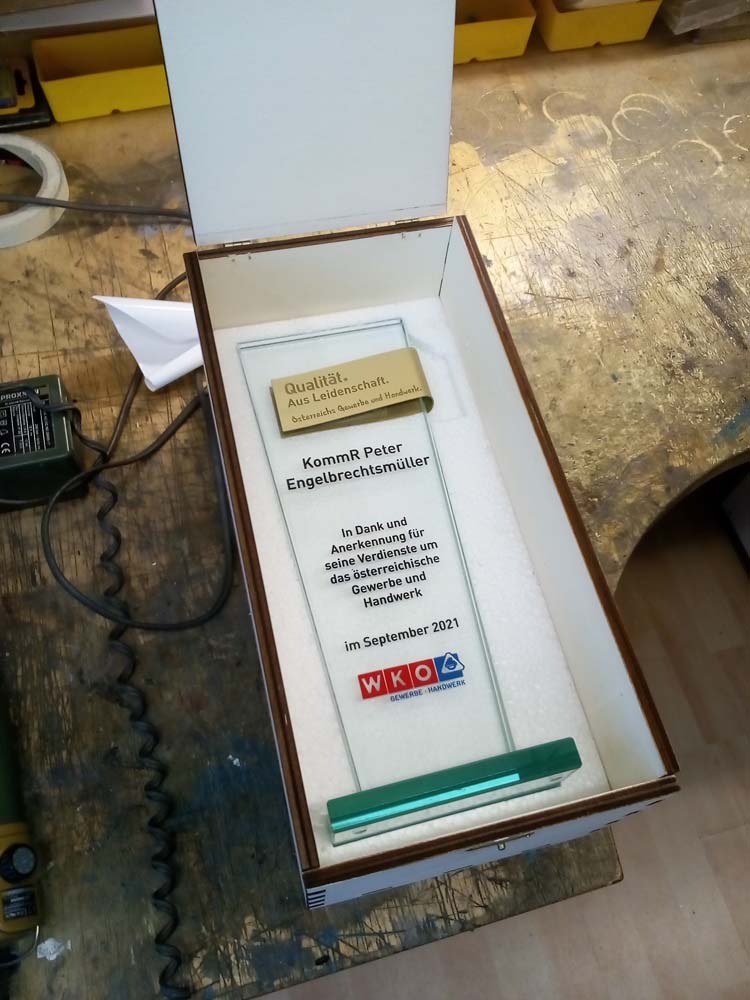 Qualität.
Aus Leidenschaft.
Österreichs Gewerbe und Handwerk.
KommR Peter
Engelbrechtsmüller
In Dank und
Anerkennung für
seine Verdienste um
das österreichische
Gewerbe und
Handwerk
im September 2021
WKO
GEWERBE · HANDWERK